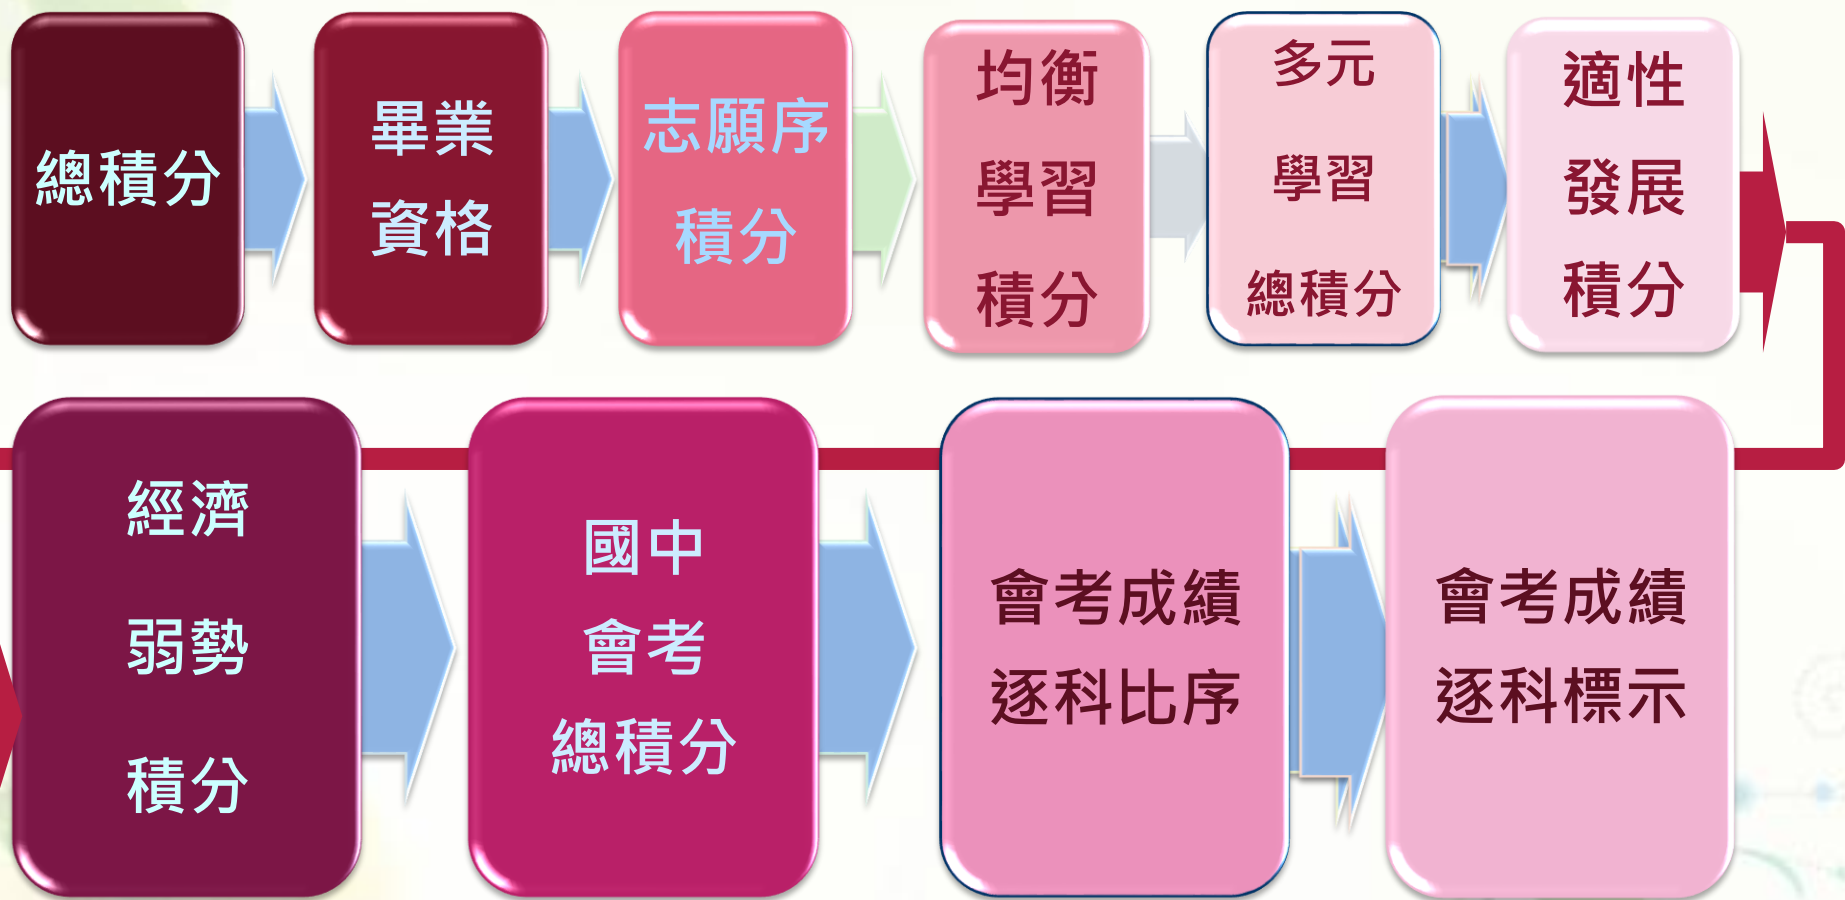 總積分
畢業
資格
志願序
積分
均衡
學習
積分
多元
學習
總積分
適性
發展
積分
經濟
弱勢
積分
國中
會考
總積分
會考成績
逐科比序
會考成績
逐科標示